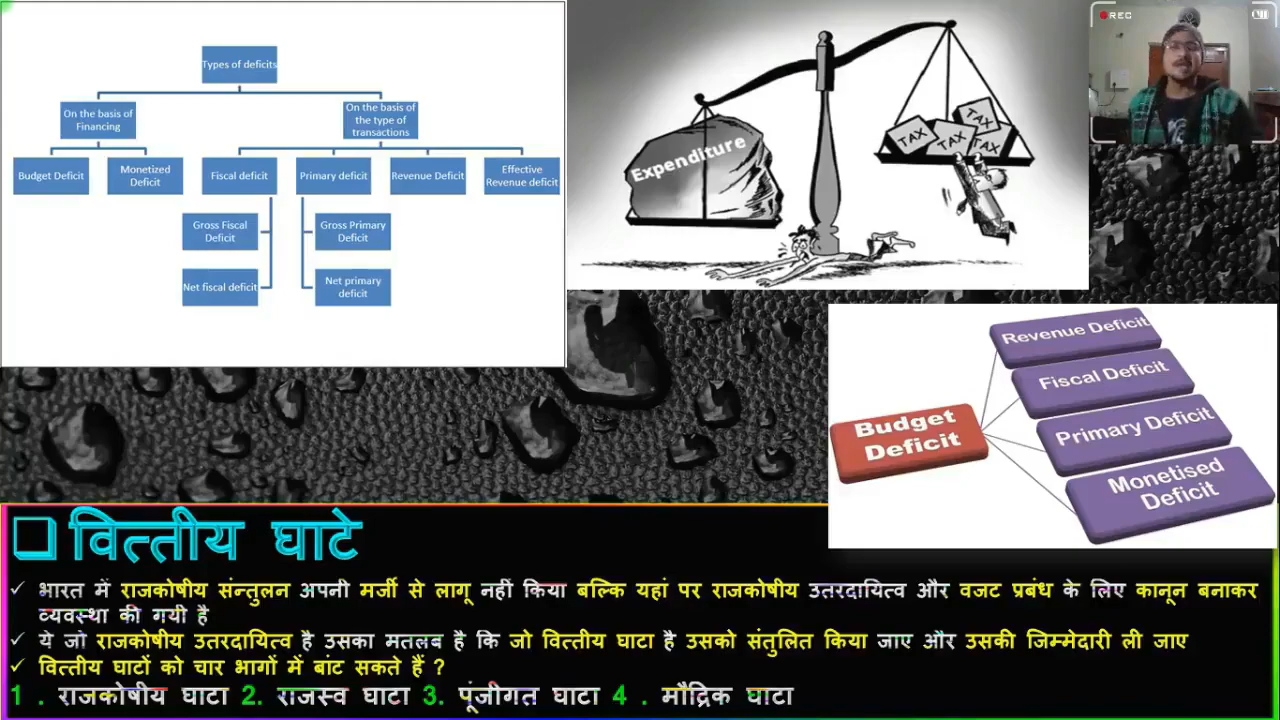 Types of deficits
On the basis of
Financing
On the basis of
the type of
transactions
Budget Deficit
Monetized
Deficit
Fiscal deficit
Primary deficit
Revenue Deficit
Effective
Revenue deficit
Gross Fiscal
Deficit
Gross Primary
Deficit
Net fiscal deficit
Net primary
deficit
Expenditure
TAX
TAX
TAX
TAX
REC
Budget
Deficit
Revenue Deficit
Fiscal Deficit
Primary Deficit
Monetised
Deficit
वित्तीय घाटे
भारत में राजकोषीय संन्तुलन अपनी मर्जी से लागू नहीं किया बल्कि यहां पर राजकोषीय उतरदायित्व और वजट प्रबंध के लिए कानून बनाकर
व्यवस्था की गयी है
ये जो राजकोषीय उतरदायित्व है उसका मतलब है कि जो वित्तीय घाटा है उसको संतुलित किया जाए और उसकी जिम्मेदारी ली जाए
वित्तीय घाटों को चार भागों में बांट सकते हैं ?
1 . राजकोषीय घाटा 2. राजस्व घाटा 3. पूंजीगत घाटा 4 . मौद्रिक घाटा